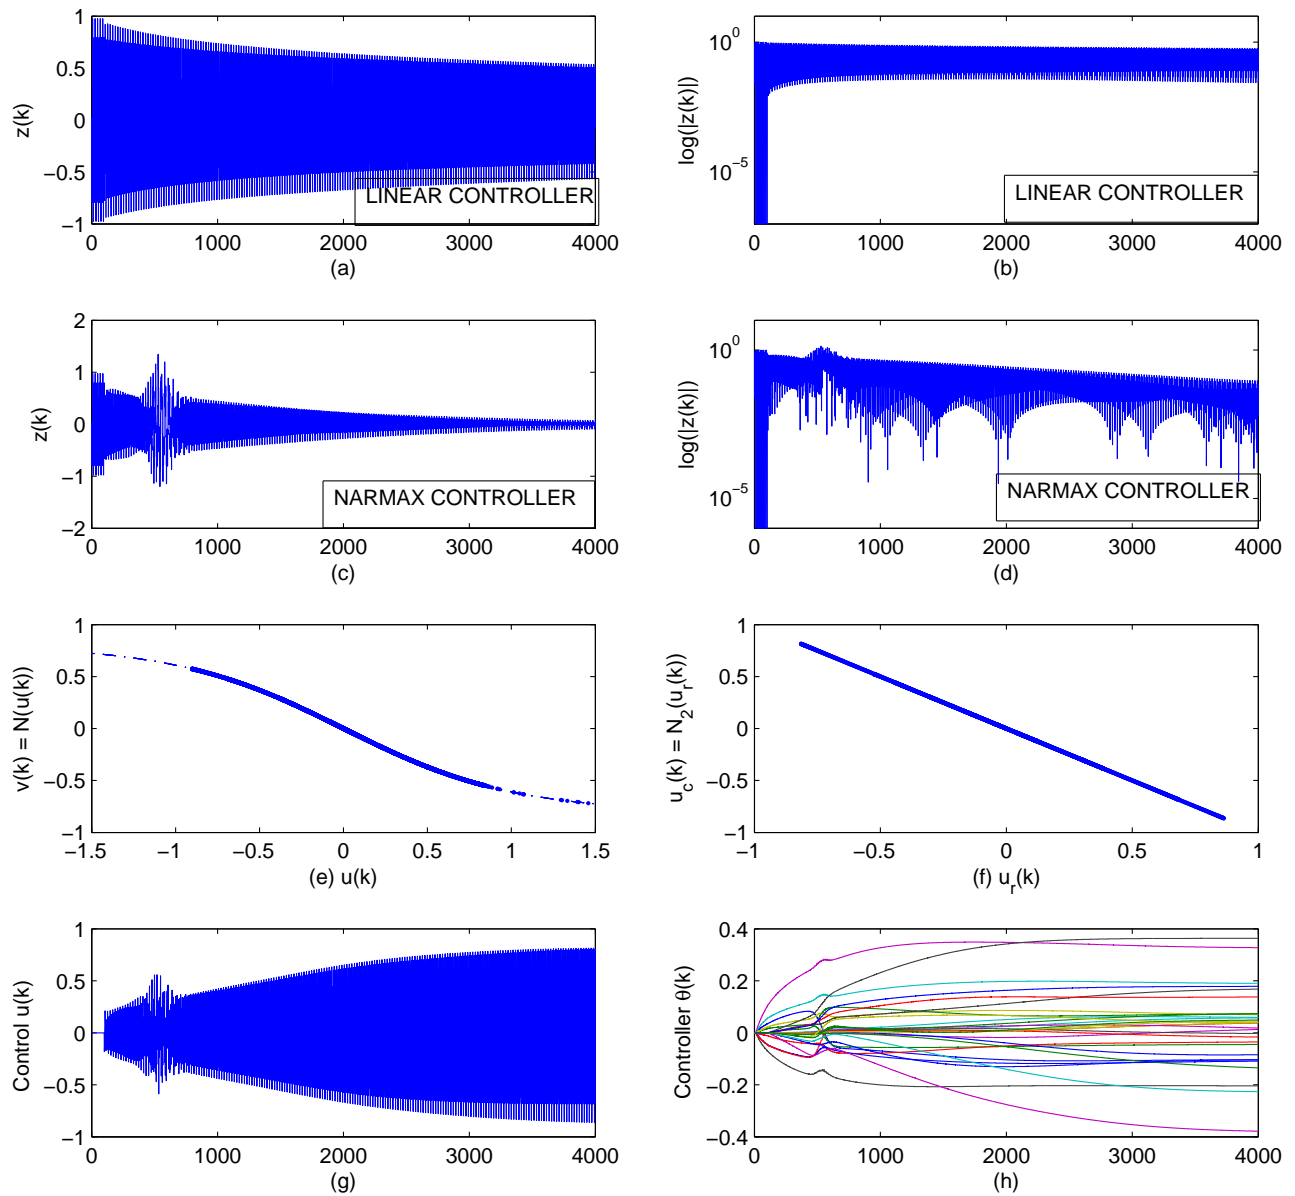 1
0.5
0
−0.5
−1
z(k)
LINEAR CONTROLLER
0 1000 2000 3000 4000
(a)
10^0
10^−5
log(|z(k)|)
LINEAR CONTROLLER
0 1000 2000 3000 4000
(b)
2
1
0
−1
−2
z(k)
NARMAX CONTROLLER
0 1000 2000 3000 4000
(c)
10^0
10^−5
log(|z(k)|)
NARMAX CONTROLLER
0 1000 2000 3000 4000
(d)
1
0.5
0
−0.5
−1
v(k) = N(u(k))
−1.5 −1 −0.5 0 0.5 1 1.5
(e) u(k)
1
0.5
0
−0.5
−1
u_c(k) = N_2(u_r(k))
−1 −0.5 0 0.5 1
(f) u_r(k)
1
0.5
0
−0.5
−1
Control u(k)
0 1000 2000 3000 4000
(g)
0.4
0.2
0
−0.2
−0.4
Controller θ(k)
0 1000 2000 3000 4000
(h)